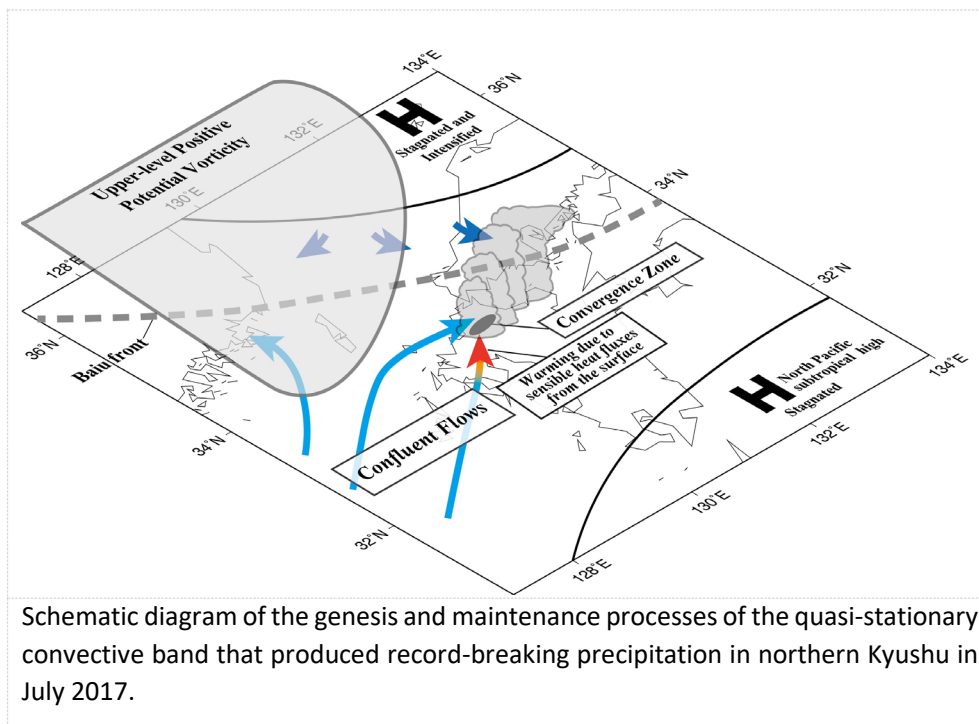 134°E
36°N
H
Stagnated and
Intensified
Upper-level Positive
Potential Vorticity
132°E
130°E
128°E
34°N
36°N
Baiu front
Convergence Zone
32°N
Warming due to
sensible heat fluxes
from the surface
Confluent Flows
134°E
H
North Pacific
subtropical high
Stagnated
34°N
132°E
130°E
32°N
128°E
Schematic diagram of the genesis and maintenance processes of the quasi-stationary
convective band that produced record-breaking precipitation in northern Kyushu in
July 2017.